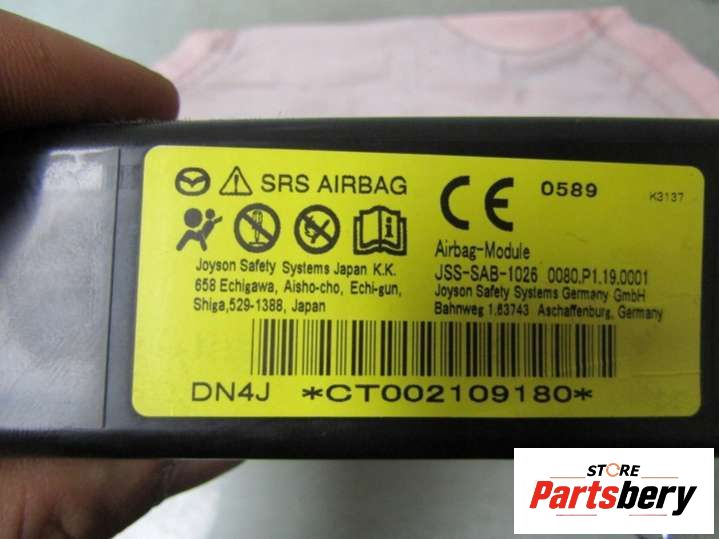 SRS AIRBAG
CE 0589 K3137
Airbag-Module
JSS-SAB-1026 0080.P1.19.0001
Joyson Safety Systems Germany GmbH
Bahnweg 1.63743 Aschaffenburg, Germany
Joyson Safety Systems Japan K.K.
658 Echigawa, Aisho-cho, Echi-gun,
Shiga,529-1388, Japan
DN4J *CT002109180*
STORE
Partsbery